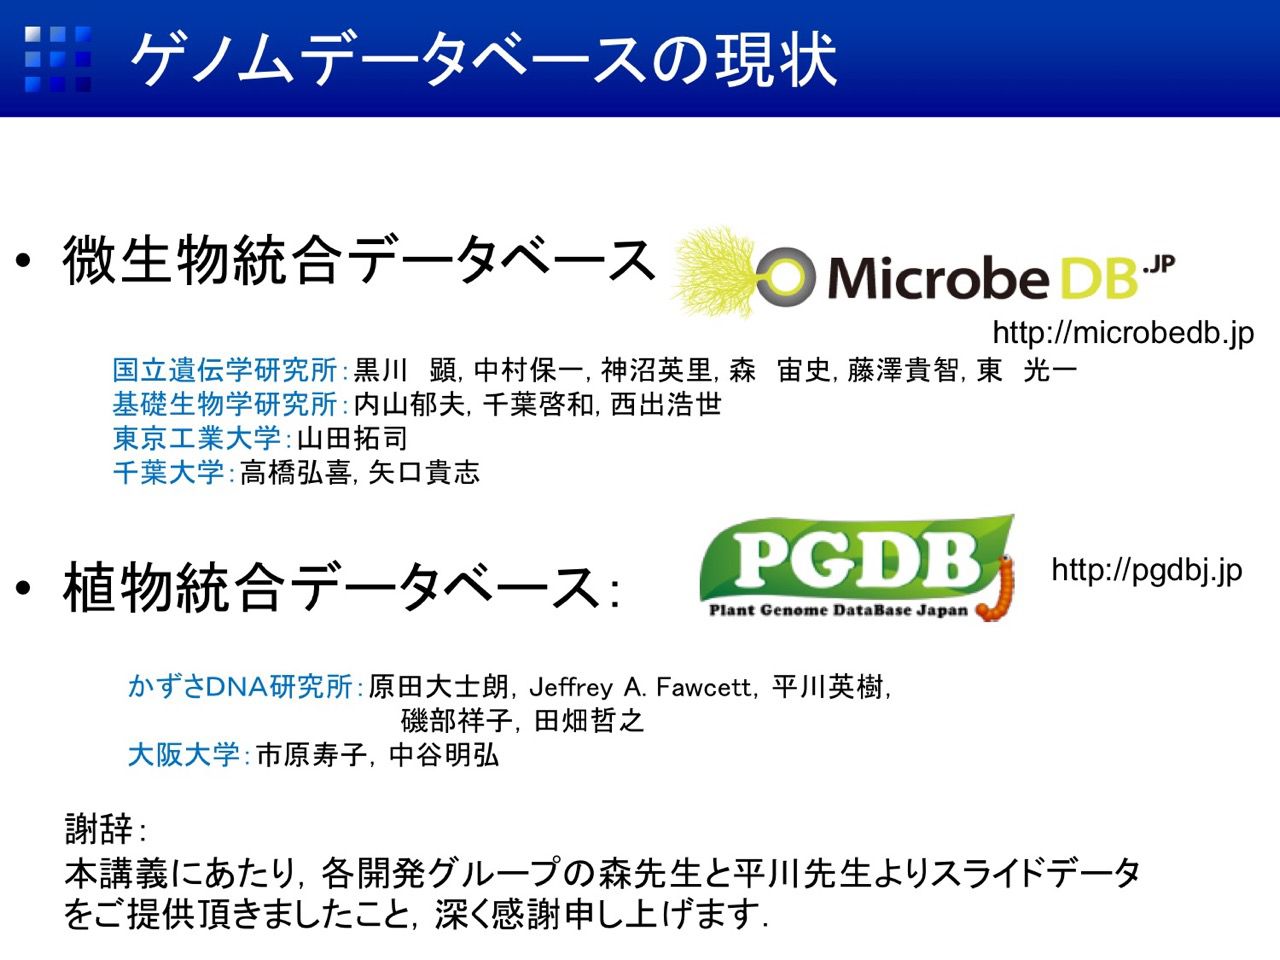 ゲノムデータベースの現状
• 微生物統合データベース
MicrobeDB.JP
http://microbedb.jp
国立遺伝学研究所：黒川　顕, 中村保一, 神沼英里, 森　宙史, 藤澤貴智, 東　光一
基礎生物学研究所：内山郁夫, 千葉啓和, 西出浩世
東京工業大学：山田拓司
千葉大学：高橋弘喜, 矢口貴志
• 植物統合データベース：
PGDBJ
Plant Genome DataBase Japan
http://pgdbj.jp
かずさDNA研究所：原田大士朗, Jeffrey A. Fawcett, 平川英樹,
磯部祥子, 田畑哲之
大阪大学：市原寿子, 中谷明弘
謝辞：
本講義にあたり, 各開発グループの森先生と平川先生よりスライドデータ
をご提供頂きましたこと, 深く感謝申し上げます.